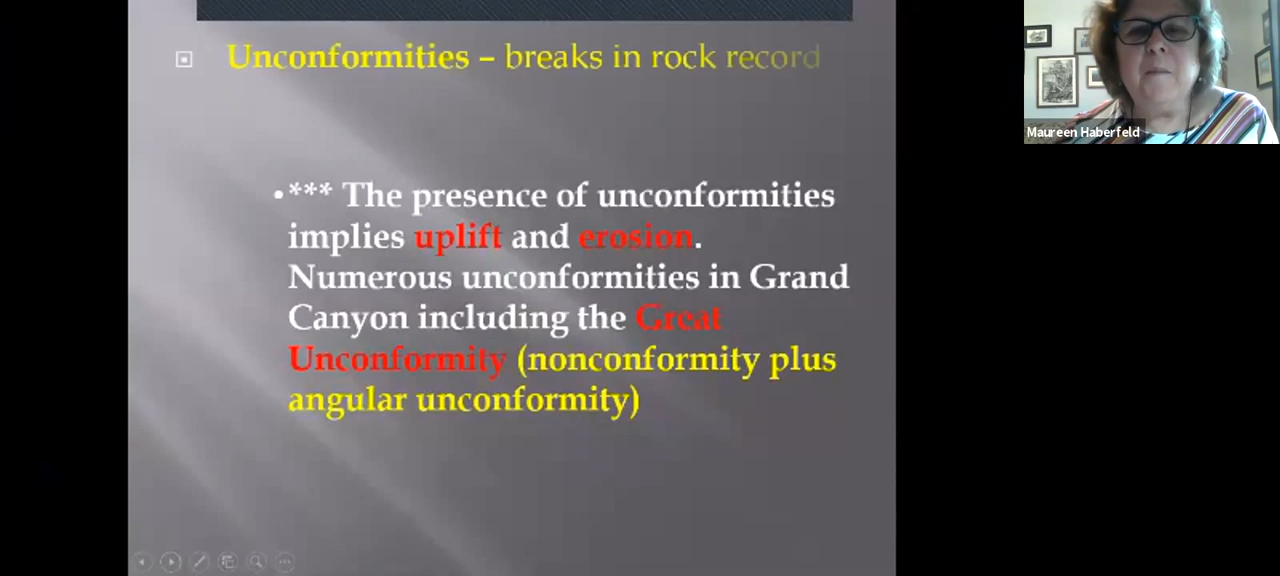 Unconformities – breaks in rock record
•*** The presence of unconformities
implies uplift and erosion.
Numerous unconformities in Grand
Canyon including the Great
Unconformity (nonconformity plus
angular unconformity)
Maureen Haberfeld